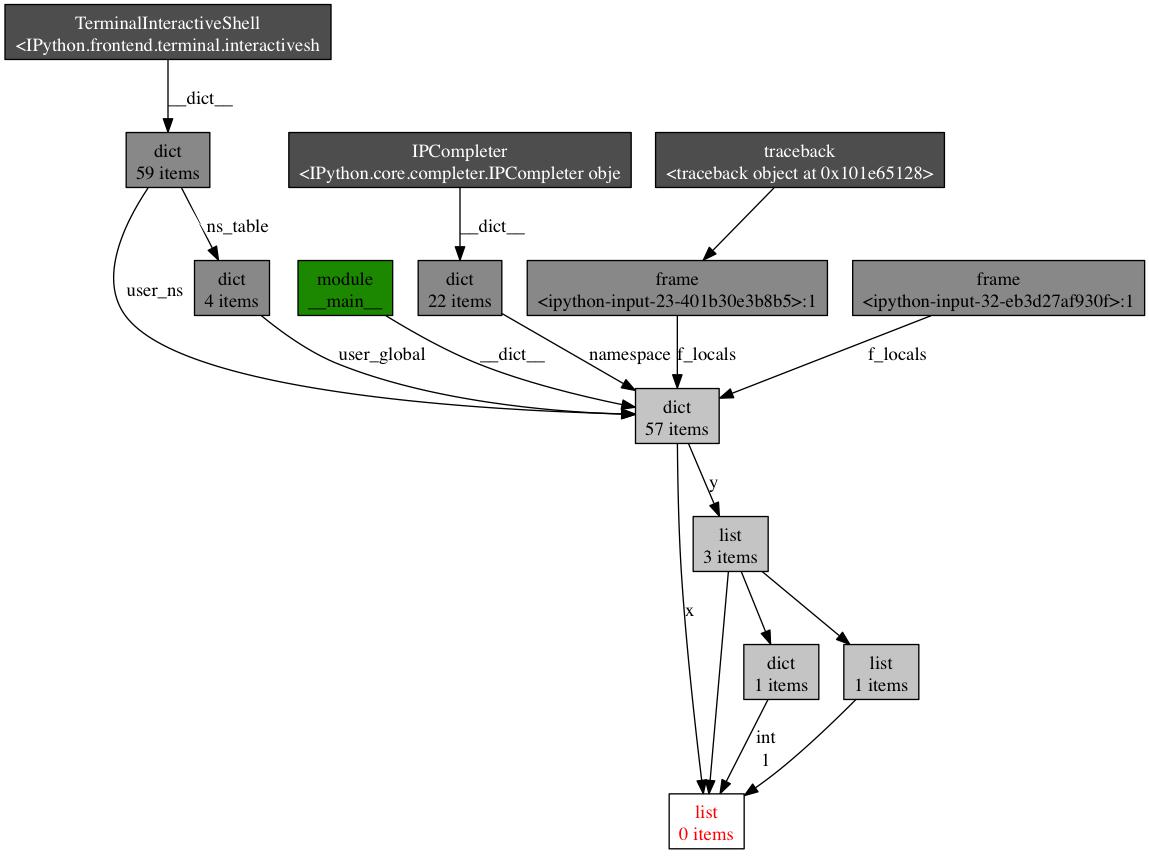 TerminalInteractiveShell
<IPython.frontend.terminal.interactivesh
__dict__
dict
59 items
IPCompleter
<IPython.core.completer.IPCompleter obje
traceback
<traceback object at 0x101e65128>
ns_table
__dict__
user_ns
dict
4 items
module
__main__
dict
22 items
frame
<ipython-input-23-401b30e3b8b5>:1
frame
<ipython-input-32-eb3d27af930f>:1
user_global
__dict__
namespace
f_locals
f_locals
dict
57 items
y
list
3 items
x
dict
1 items
list
1 items
int
1
list
0 items